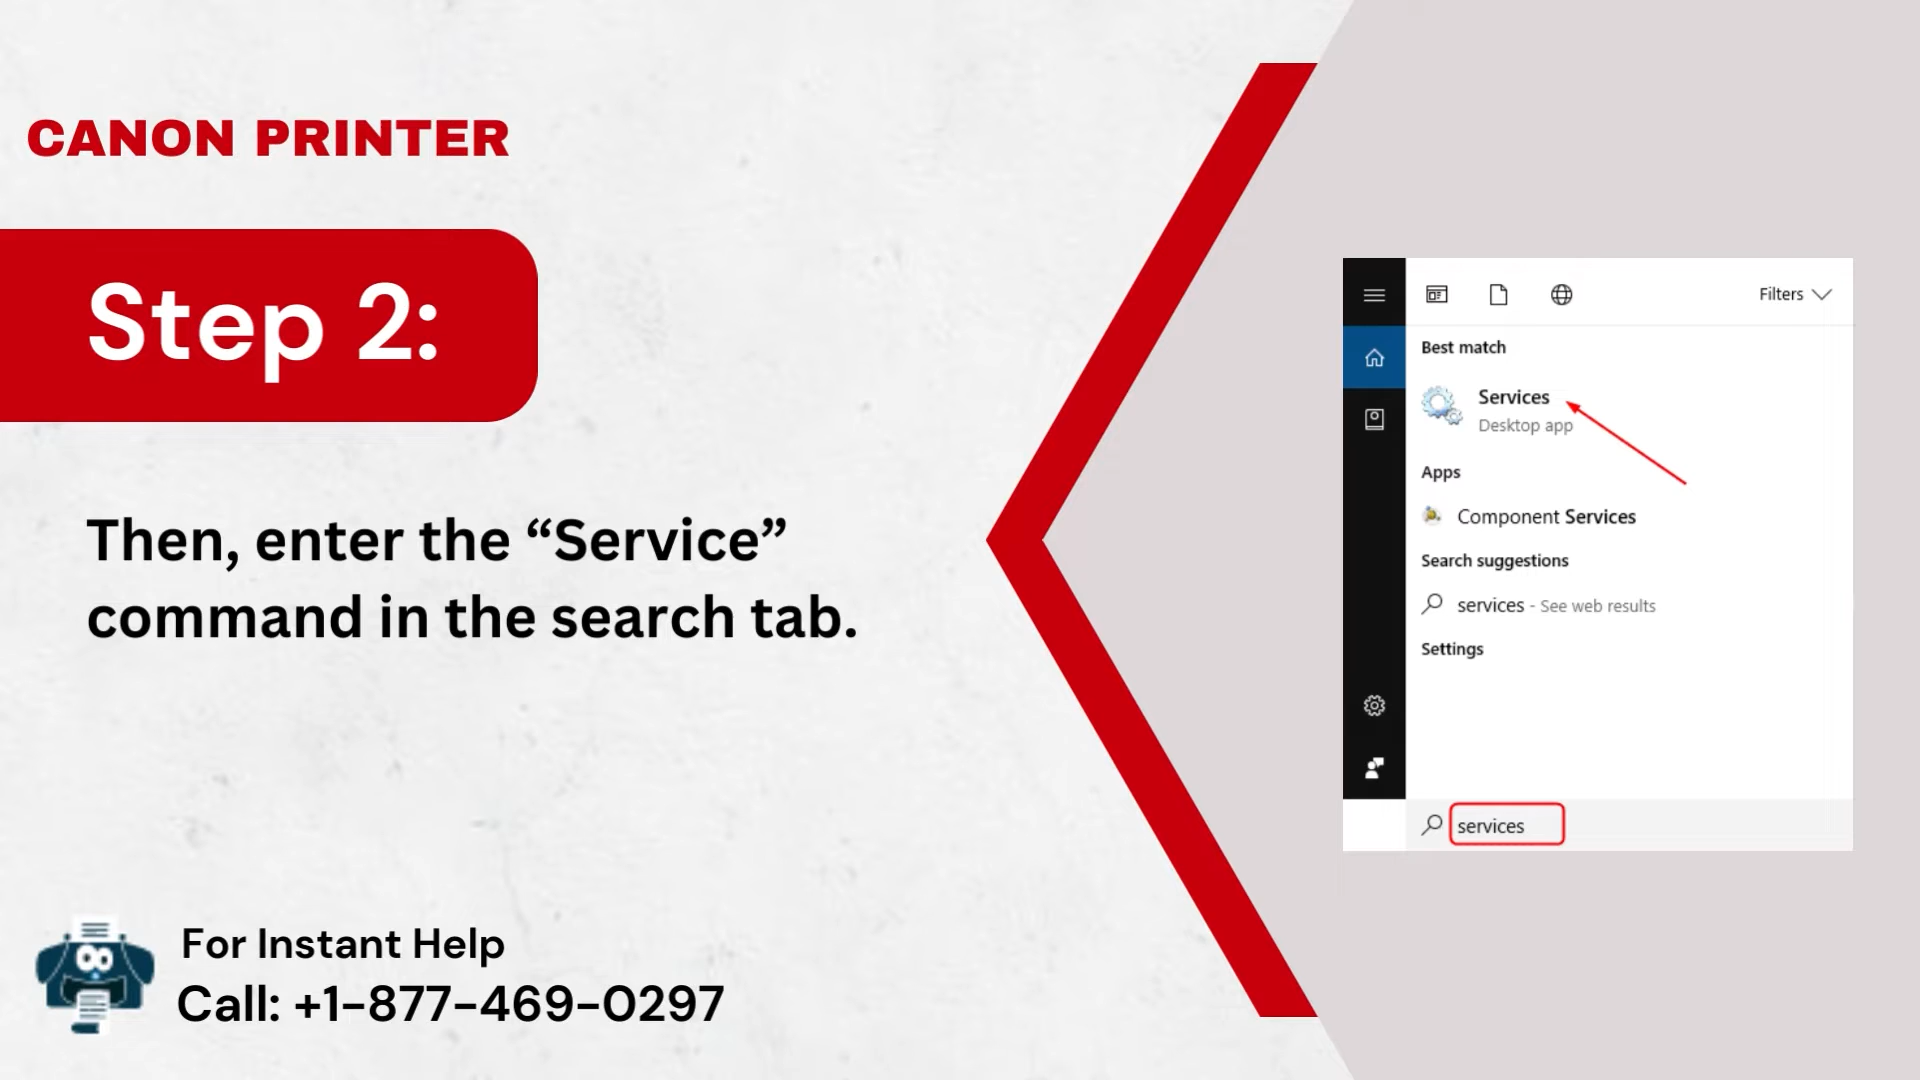 CANON PRINTER
Step 2:
Then, enter the “Service”
command in the search tab.
For Instant Help
Call: +1-877-469-0297
Filters
Best match
Services
Desktop app
Apps
Component Services
Search suggestions
services - See web results
Settings
services